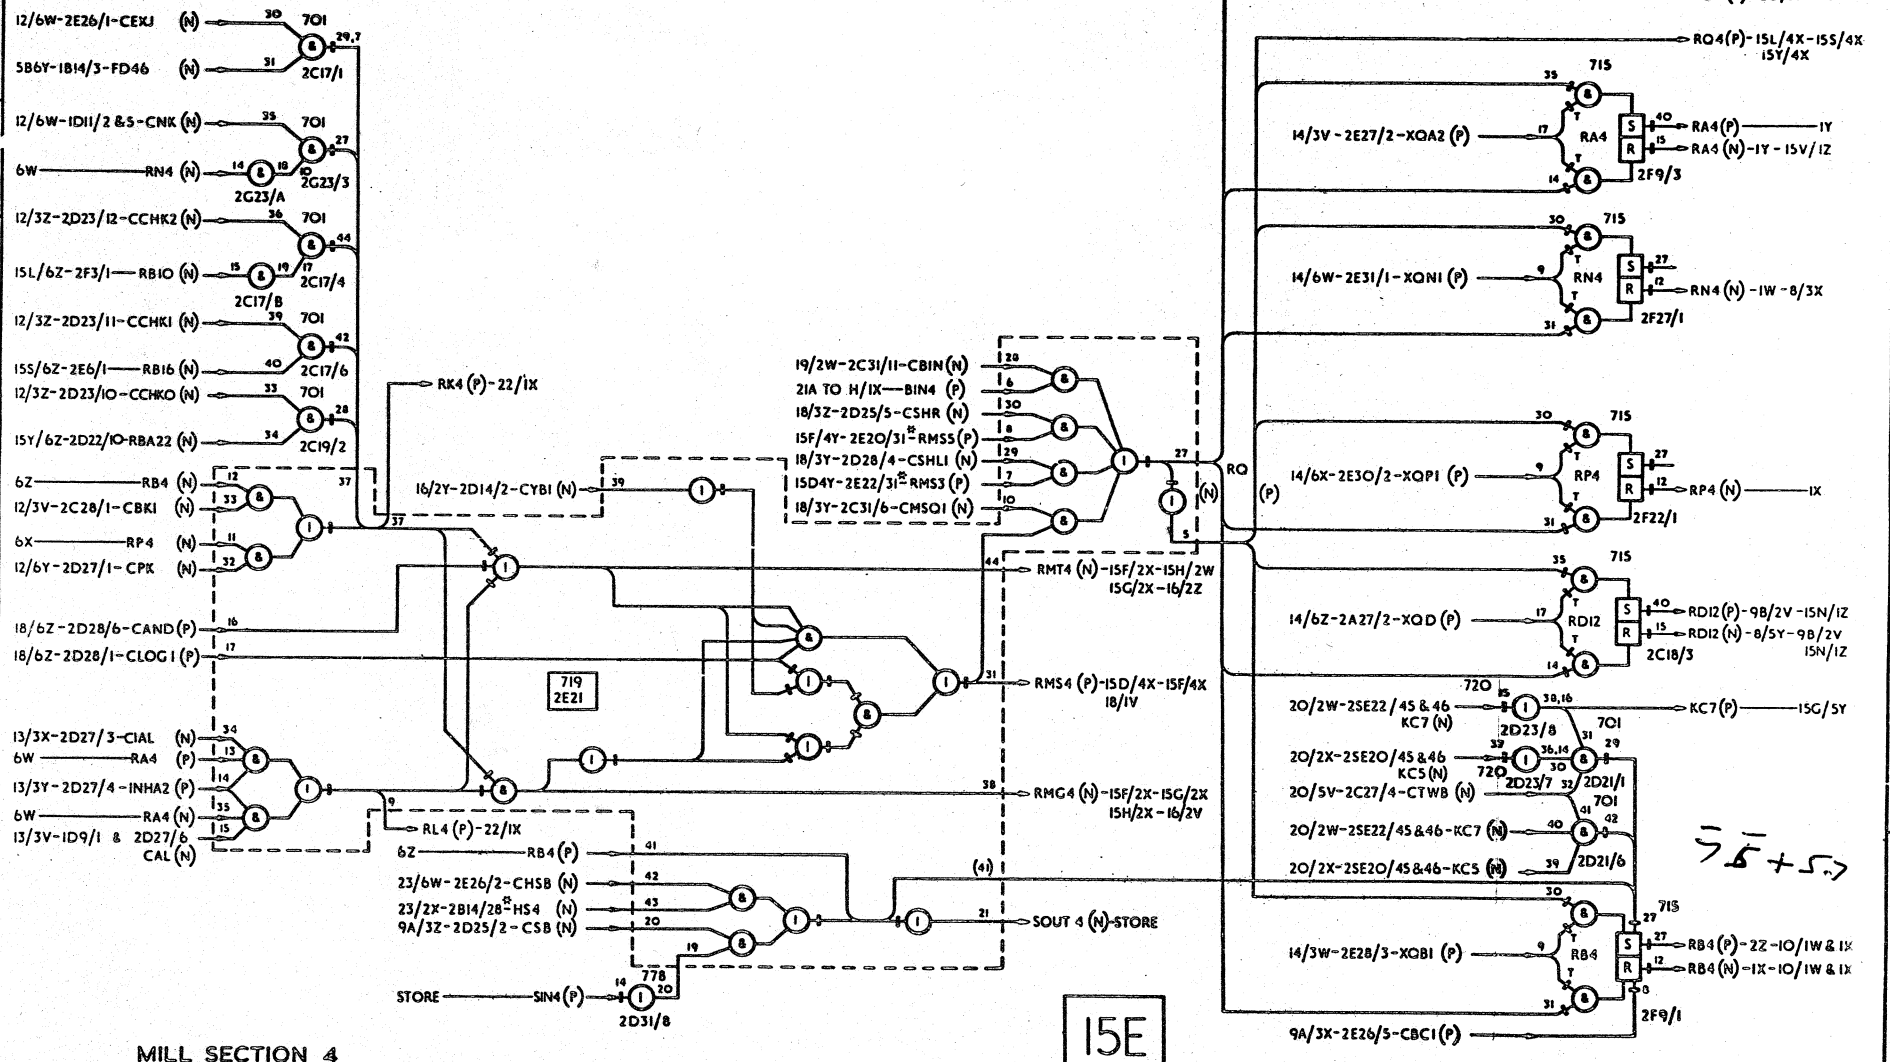 12/6W-2E26/1-CEXJ (N) 30 701
29,7
5B6Y-1B14/3-FD46 (N) 31 2C17/1
12/6W-1D11/2 &5-CNK (N) 35 701
27
6W RN4 (N) 14 & 18 10 2G23/3
2G23/A
12/3Z-2D23/12-CCHK2 (N) 36 701
44
15L/6Z-2F3/1 RB10 (N) 15 & 19 17 2C17/4
2C17/B
12/3Z-2D23/11-CCHK1 (N) 39 701
42
15S/6Z-2E6/1 RB16 (N) 40 2C17/6
12/3Z-2D23/10-CCHK0 (N) 33 701
28
15Y/6Z-2D22/10-RBA22 (N) 34 2C19/2
RK4 (P)-22/1X
6Z RB4 (N) 12 37
12/3V-2C28/1-CBK1 (N) 33
37
6X RP4 (N) 11
12/6Y-2D27/1-CPK (N) 32
16/2Y-2D14/2-CYB1 (N) 39
18/6Z-2D28/6-CAND (P) 16
18/6Z-2D28/1-CLOG1 (P) 17
719
2E21
13/3X-2D27/3-CIAL (N) 34
6W RA4 (P) 13
13/3Y-2D27/4-INHA2 (P) 14
6W RA4 (N) 35
13/3V-1D9/1 & 2D27/6 15
CAL (N)
9
RL4 (P)-22/1X
6Z RB4 (P) 41
23/6W-2E26/2-CHSB (N) 42
23/2X-2B14/28*-HS4 (N) 43
9A/3Z-2D25/2-CSB (N) 20
19
STORE SIN4 (P) 14 778 20
2D31/8
(41)
21 SOUT 4 (N)-STORE
19/2W-2C31/11-CBIN (N) 28
21A TO H/1X BIN4 (P) 6
18/3Z-2D25/5-CSHR (N) 30
15F/4Y-2E20/31*-RMS5 (P) 8
18/3Y-2D28/4-CSHL1 (N) 29
15D4Y-2E22/31*-RMS3 (P) 7
18/3Y-2C31/6-CMSQ1 (N) 10
27 RQ
(N) (P)
5
44 RMT4 (N)-15F/2X-15H/2W
15G/2X-16/2Z
31 RMS4 (P)-15D/4X-15F/4X
18/1V
38 RMG4 (N)-15F/2X-15G/2X
15H/2X-16/2V
RQ4 (P)-15L/4X-15S/4X
15Y/4X
35 715
14/3V-2E27/2-XQA2 (P) 17 T RA4 T S R
40 RA4 (P) 1Y
15 RA4 (N)-1Y-15V/1Z
14 2F9/3
30 715
14/6W-2E31/1-XQN1 (P) 9 T RN4 T S R 27
12 RN4 (N)-1W-8/3X
31 2F27/1
30 715
14/6X-2E30/2-XQP1 (P) 9 T RP4 T S R 27
12 RP4 (N) 1X
31 2F22/1
35 715
14/6Z-2A27/2-XQD (P) 17 T RD12 T S R
40 RD12 (P)-9B/2V-15N/1Z
15 RD12 (N)-8/5Y-9B/2V
15N/1Z
14 2C18/3
720
20/2W-2SE22/45 & 46 15 38,16 KC7 (P) 15G/5Y
KC7 (N) 2D23/8 701
31 29
20/2X-2SE20/45 & 46 36,14
KC5 (N) 720 2D23/7 30 2D21/1
20/5V-2C27/4-CTWB (N) 32
701
41
20/2W-2SE22/45&46-KC7 (N) 40 42
20/2X-2SE20/45&46-KC5 (N) 39 2D21/6
30 27 715
14/3W-2E28/3-XQB1 (P) 9 T RB4 T S R
27 RB4 (P)-2Z-10/1W & 1X
12 RB4 (N)-1X-10/1W & 1X
31 8 2F9/1
9A/3X-2E26/5-CBC1 (P)
MILL SECTION 4
15E